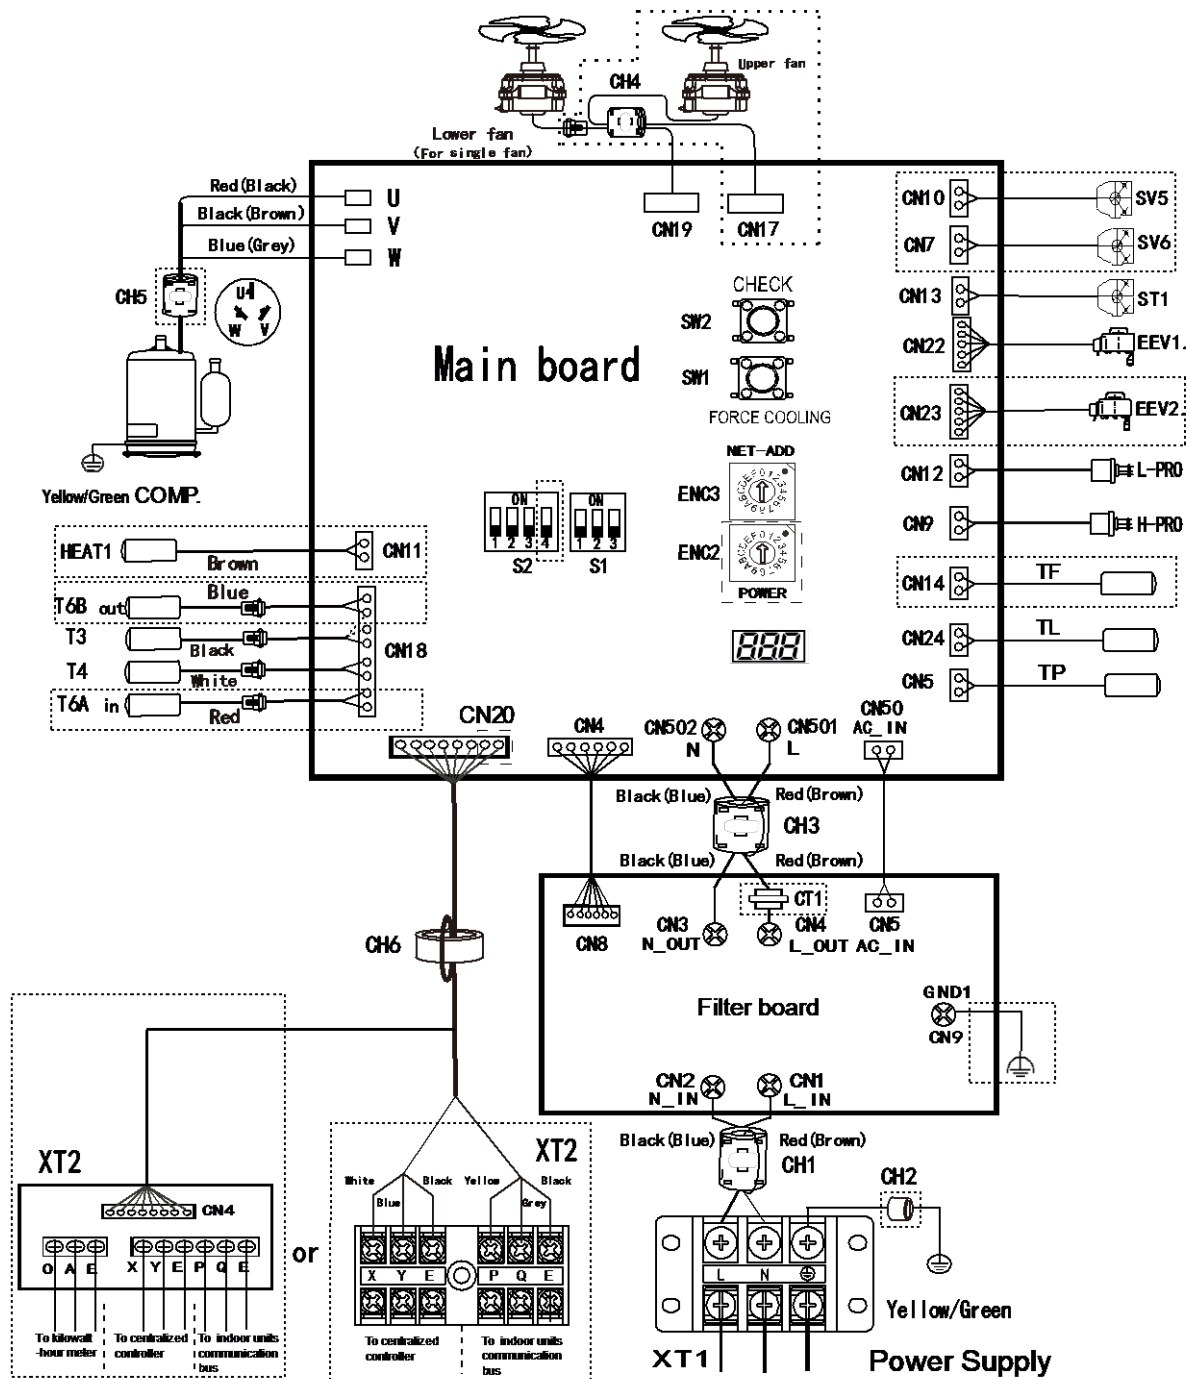 Upper fan
CH4
Lower fan
(For single fan)
Red(Black)
U
Black(Brown)
V
Blue(Grey)
W
CN19
CN17
CN10
SV5
CN7
SV6
CN13
ST1
CN22
EEV1.
CN23
EEV2.
CN12
L-PRO
CN9
H-PRO
CN14
TF
CN24
TL
CN5
TP
CH5
U
W
V
Yellow/Green COMP.
Main board
CHECK
SW2
SW1
FORCE COOLING
NET-ADD
ENC3
ENC2
POWER
ON
1 2 3 4
S2
ON
1 2 3
S1
888
HEAT1
Brown
CN11
Blue
T6B out
T3
Black
CN18
T4
White
T6A in
Red
CN20
CN4
CN502
N
CN501
L
CN50
AC_IN
Black(Blue)
Red(Brown)
CH3
Black(Blue)
Red(Brown)
CT1
CN8
CN3
N_OUT
CN4
L_OUT
CN5
AC_IN
CH6
Filter board
GND1
CN9
CN2
N_IN
CN1
L_IN
Black(Blue)
Red(Brown)
CH1
CH2
XT2
CN4
O A E
X Y E P Q E
To kilowatt
-hour meter
To centralized
controller
To indoor units
communication
bus
or
XT2
White
Blue
Black
Yellow
Grey
Black
X Y E
P Q E
To centralized
controller
To indoor units
communication
bus
L N
Yellow/Green
XT1
Power Supply